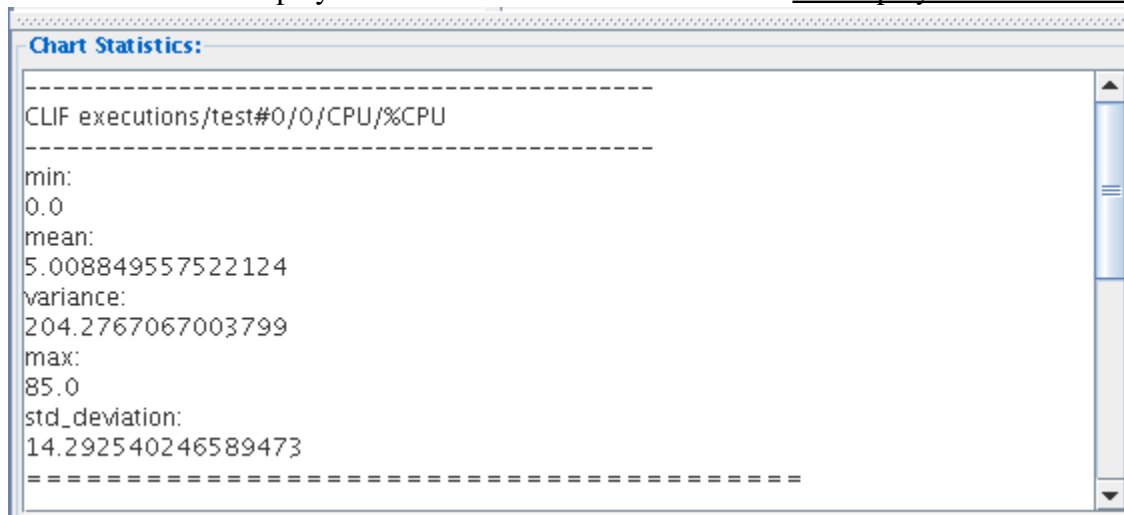 Chart Statistics:
---------------------------------------------
CLIF executions/test#0/0/CPU/%CPU
---------------------------------------------
min:
0.0
mean:
5.008849557522124
variance:
204.2767067003799
max:
85.0
std_deviation:
14.292540246589473
= = = = = = = = = = = = = = = = = = = = = = = = = = = = = = = = = = = = = = =